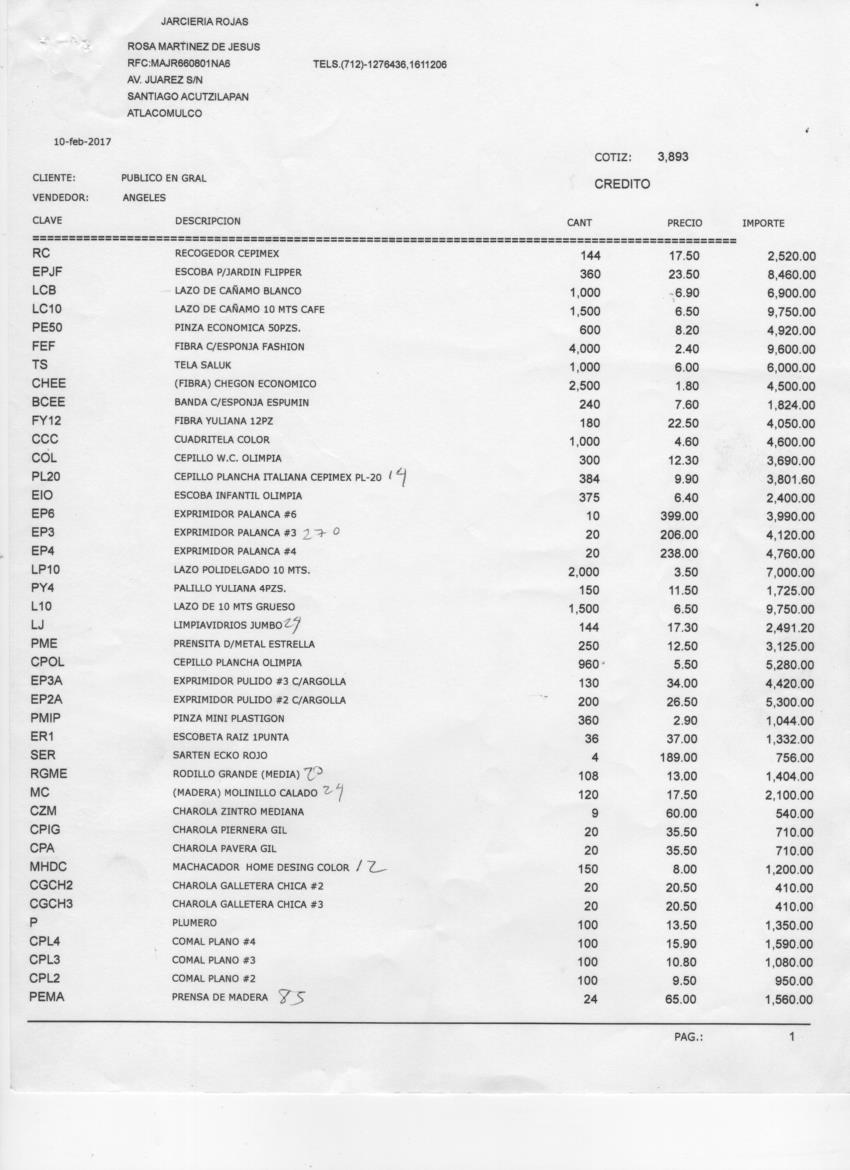 JARCIERIA ROJAS
ROSA MARTINEZ DE JESUS
RFC:MAJR660801NA6 TELS.(712)-1276436,1611206
AV. JUAREZ S/N
SANTIAGO ACUTZILAPAN
ATLACOMULCO
10-feb-2017
COTIZ: 3,893
CLIENTE: PUBLICO EN GRAL
CREDITO
VENDEDOR: ANGELES
CLAVE DESCRIPCION CANT PRECIO IMPORTE
RC RECOGEDOR CEPIMEX 144 17.50 2,520.00
EPJF ESCOBA P/JARDIN FLIPPER 360 23.50 8,460.00
LCB LAZO DE CAÑAMO BLANCO 1,000 6.90 6,900.00
LC10 LAZO DE CAÑAMO 10 MTS CAFE 1,500 6.50 9,750.00
PE50 PINZA ECONOMICA 50PZS. 600 8.20 4,920.00
FEF FIBRA C/ESPONJA FASHION 4,000 2.40 9,600.00
TS TELA SALUK 1,000 6.00 6,000.00
CHEE (FIBRA) CHEGON ECONOMICO 2,500 1.80 4,500.00
BCEE BANDA C/ESPONJA ESPUMIN 240 7.60 1,824.00
FY12 FIBRA YULIANA 12PZ 180 22.50 4,050.00
CCC CUADRITELA COLOR 1,000 4.60 4,600.00
COL CEPILLO W.C. OLIMPIA 300 12.30 3,690.00
PL20 CEPILLO PLANCHA ITALIANA CEPIMEX PL-20 14 384 9.90 3,801.60
EIO ESCOBA INFANTIL OLIMPIA 375 6.40 2,400.00
EP6 EXPRIMIDOR PALANCA #6 10 399.00 3,990.00
EP3 EXPRIMIDOR PALANCA #3 270 20 206.00 4,120.00
EP4 EXPRIMIDOR PALANCA #4 20 238.00 4,760.00
LP10 LAZO POLIDELGADO 10 MTS. 2,000 3.50 7,000.00
PY4 PALILLO YULIANA 4PZS. 150 11.50 1,725.00
L10 LAZO DE 10 MTS GRUESO 1,500 6.50 9,750.00
LJ LIMPIAVIDRIOS JUMBO 24 144 17.30 2,491.20
PME PRENSITA D/METAL ESTRELLA 250 12.50 3,125.00
CPOL CEPILLO PLANCHA OLIMPIA 960 5.50 5,280.00
EP3A EXPRIMIDOR PULIDO #3 C/ARGOLLA 130 34.00 4,420.00
EP2A EXPRIMIDOR PULIDO #2 C/ARGOLLA 200 26.50 5,300.00
PMIP PINZA MINI PLASTIGON 360 2.90 1,044.00
ER1 ESCOBETA RAIZ 1PUNTA 36 37.00 1,332.00
SER SARTEN ECKO ROJO 4 189.00 756.00
RGME RODILLO GRANDE (MEDIA) 20 108 13.00 1,404.00
MC (MADERA) MOLINILLO CALADO 24 120 17.50 2,100.00
CZM CHAROLA ZINTRO MEDIANA 9 60.00 540.00
CPIG CHAROLA PIERNERA GIL 20 35.50 710.00
CPA CHAROLA PAVERA GIL 20 35.50 710.00
MHDC MACHACADOR HOME DESING COLOR 12 150 8.00 1,200.00
CGCH2 CHAROLA GALLETERA CHICA #2 20 20.50 410.00
CGCH3 CHAROLA GALLETERA CHICA #3 20 20.50 410.00
P PLUMERO 100 13.50 1,350.00
CPL4 COMAL PLANO #4 100 15.90 1,590.00
CPL3 COMAL PLANO #3 100 10.80 1,080.00
CPL2 COMAL PLANO #2 100 9.50 950.00
PEMA PRENSA DE MADERA 85 24 65.00 1,560.00
PAG.: 1